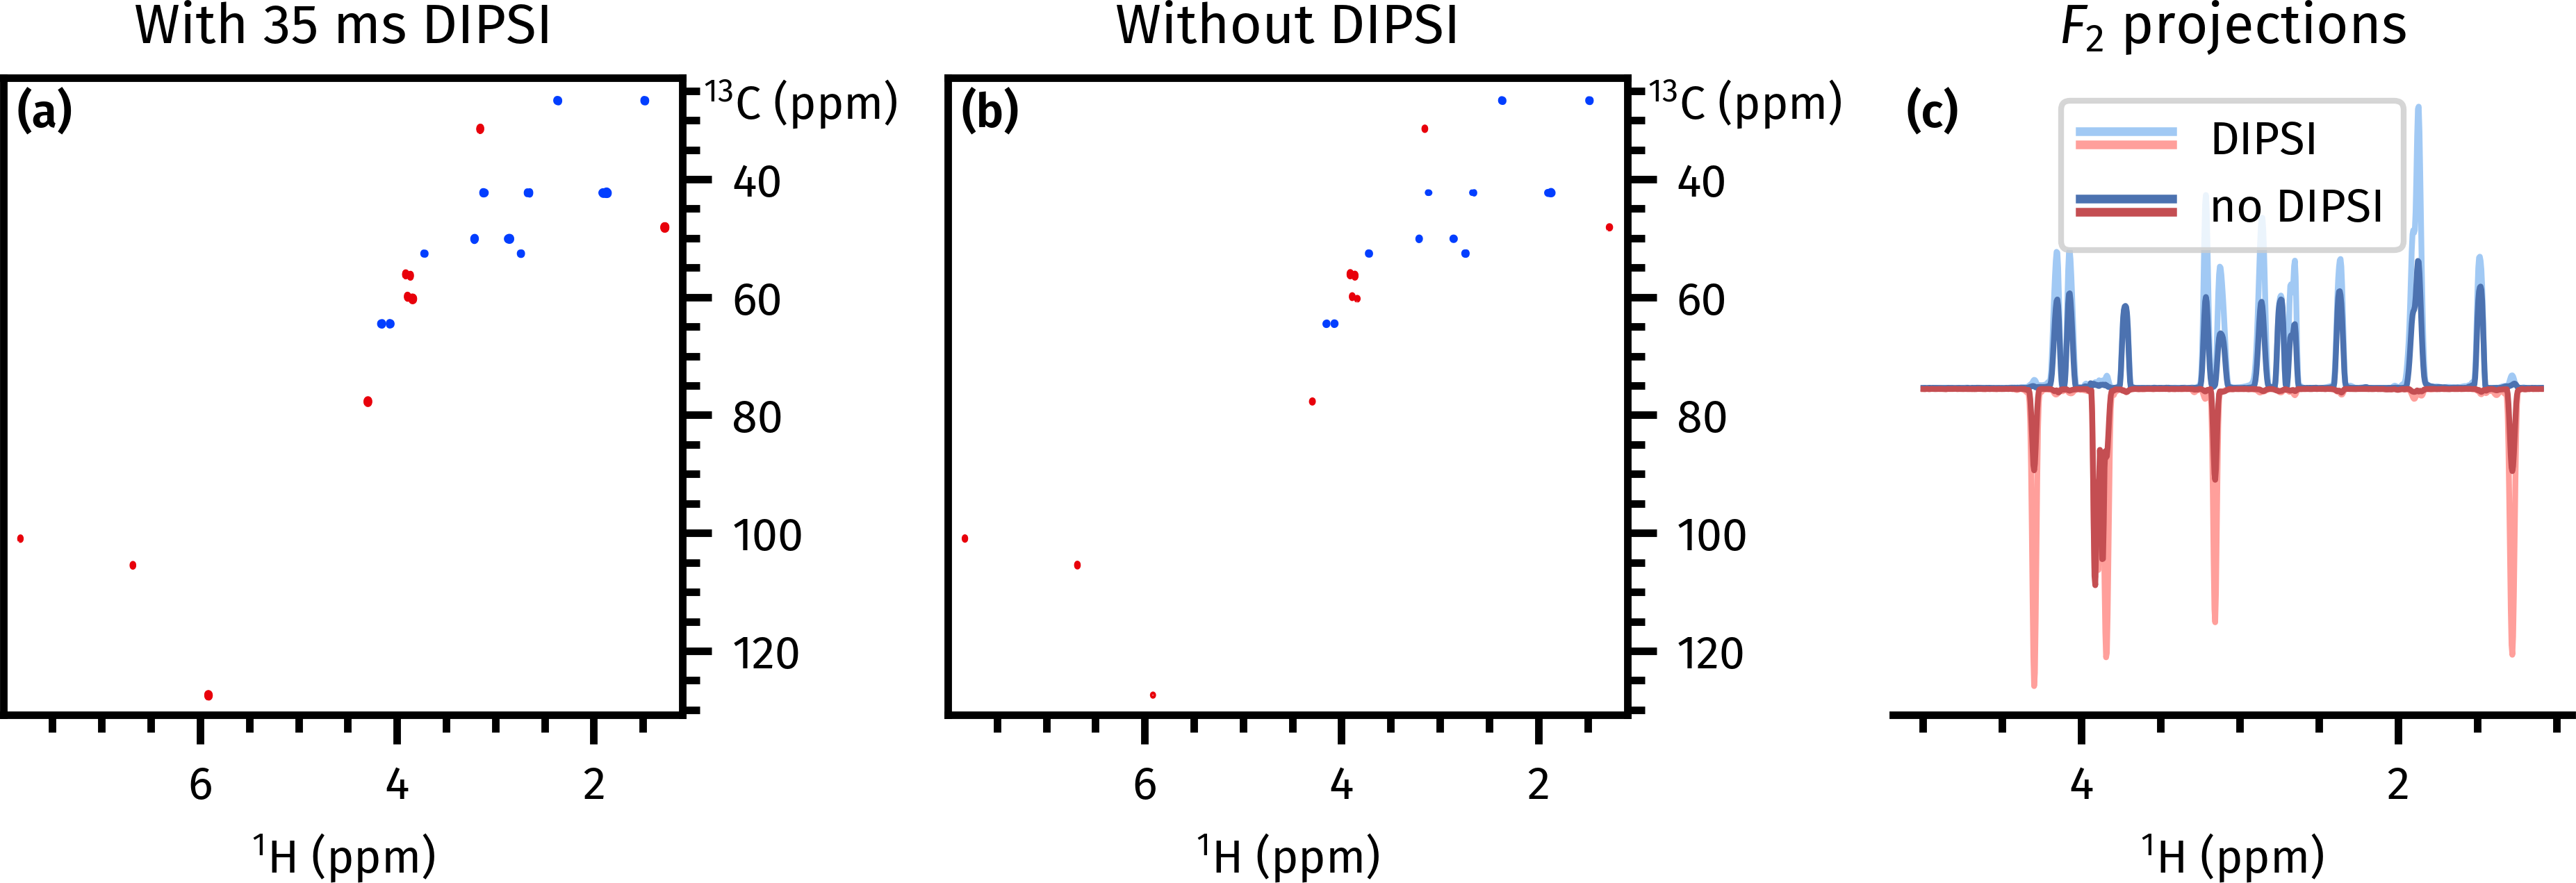 With 35 ms DIPSI
(a)
¹³C (ppm)
40
60
80
100
120
6 4 2
¹H (ppm)
Without DIPSI
(b)
¹³C (ppm)
40
60
80
100
120
6 4 2
¹H (ppm)
F₂ projections
(c)
DIPSI
no DIPSI
4 2
¹H (ppm)